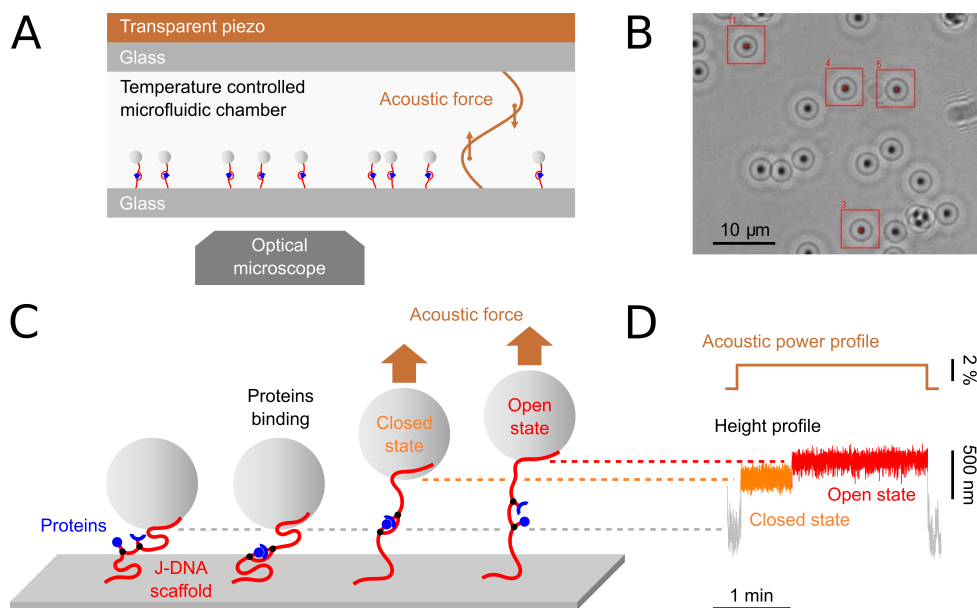 A
Transparent piezo
Glass
Temperature controlled
microfluidic chamber
Acoustic force
Glass
Optical
microscope
B
11
4
5
3
10 µm
C
Acoustic force
Proteins
binding
Closed
state
Open
state
Proteins
J-DNA
scaffold
D
Acoustic power profile
2 %
Height profile
500 nm
Open state
Closed state
1 min